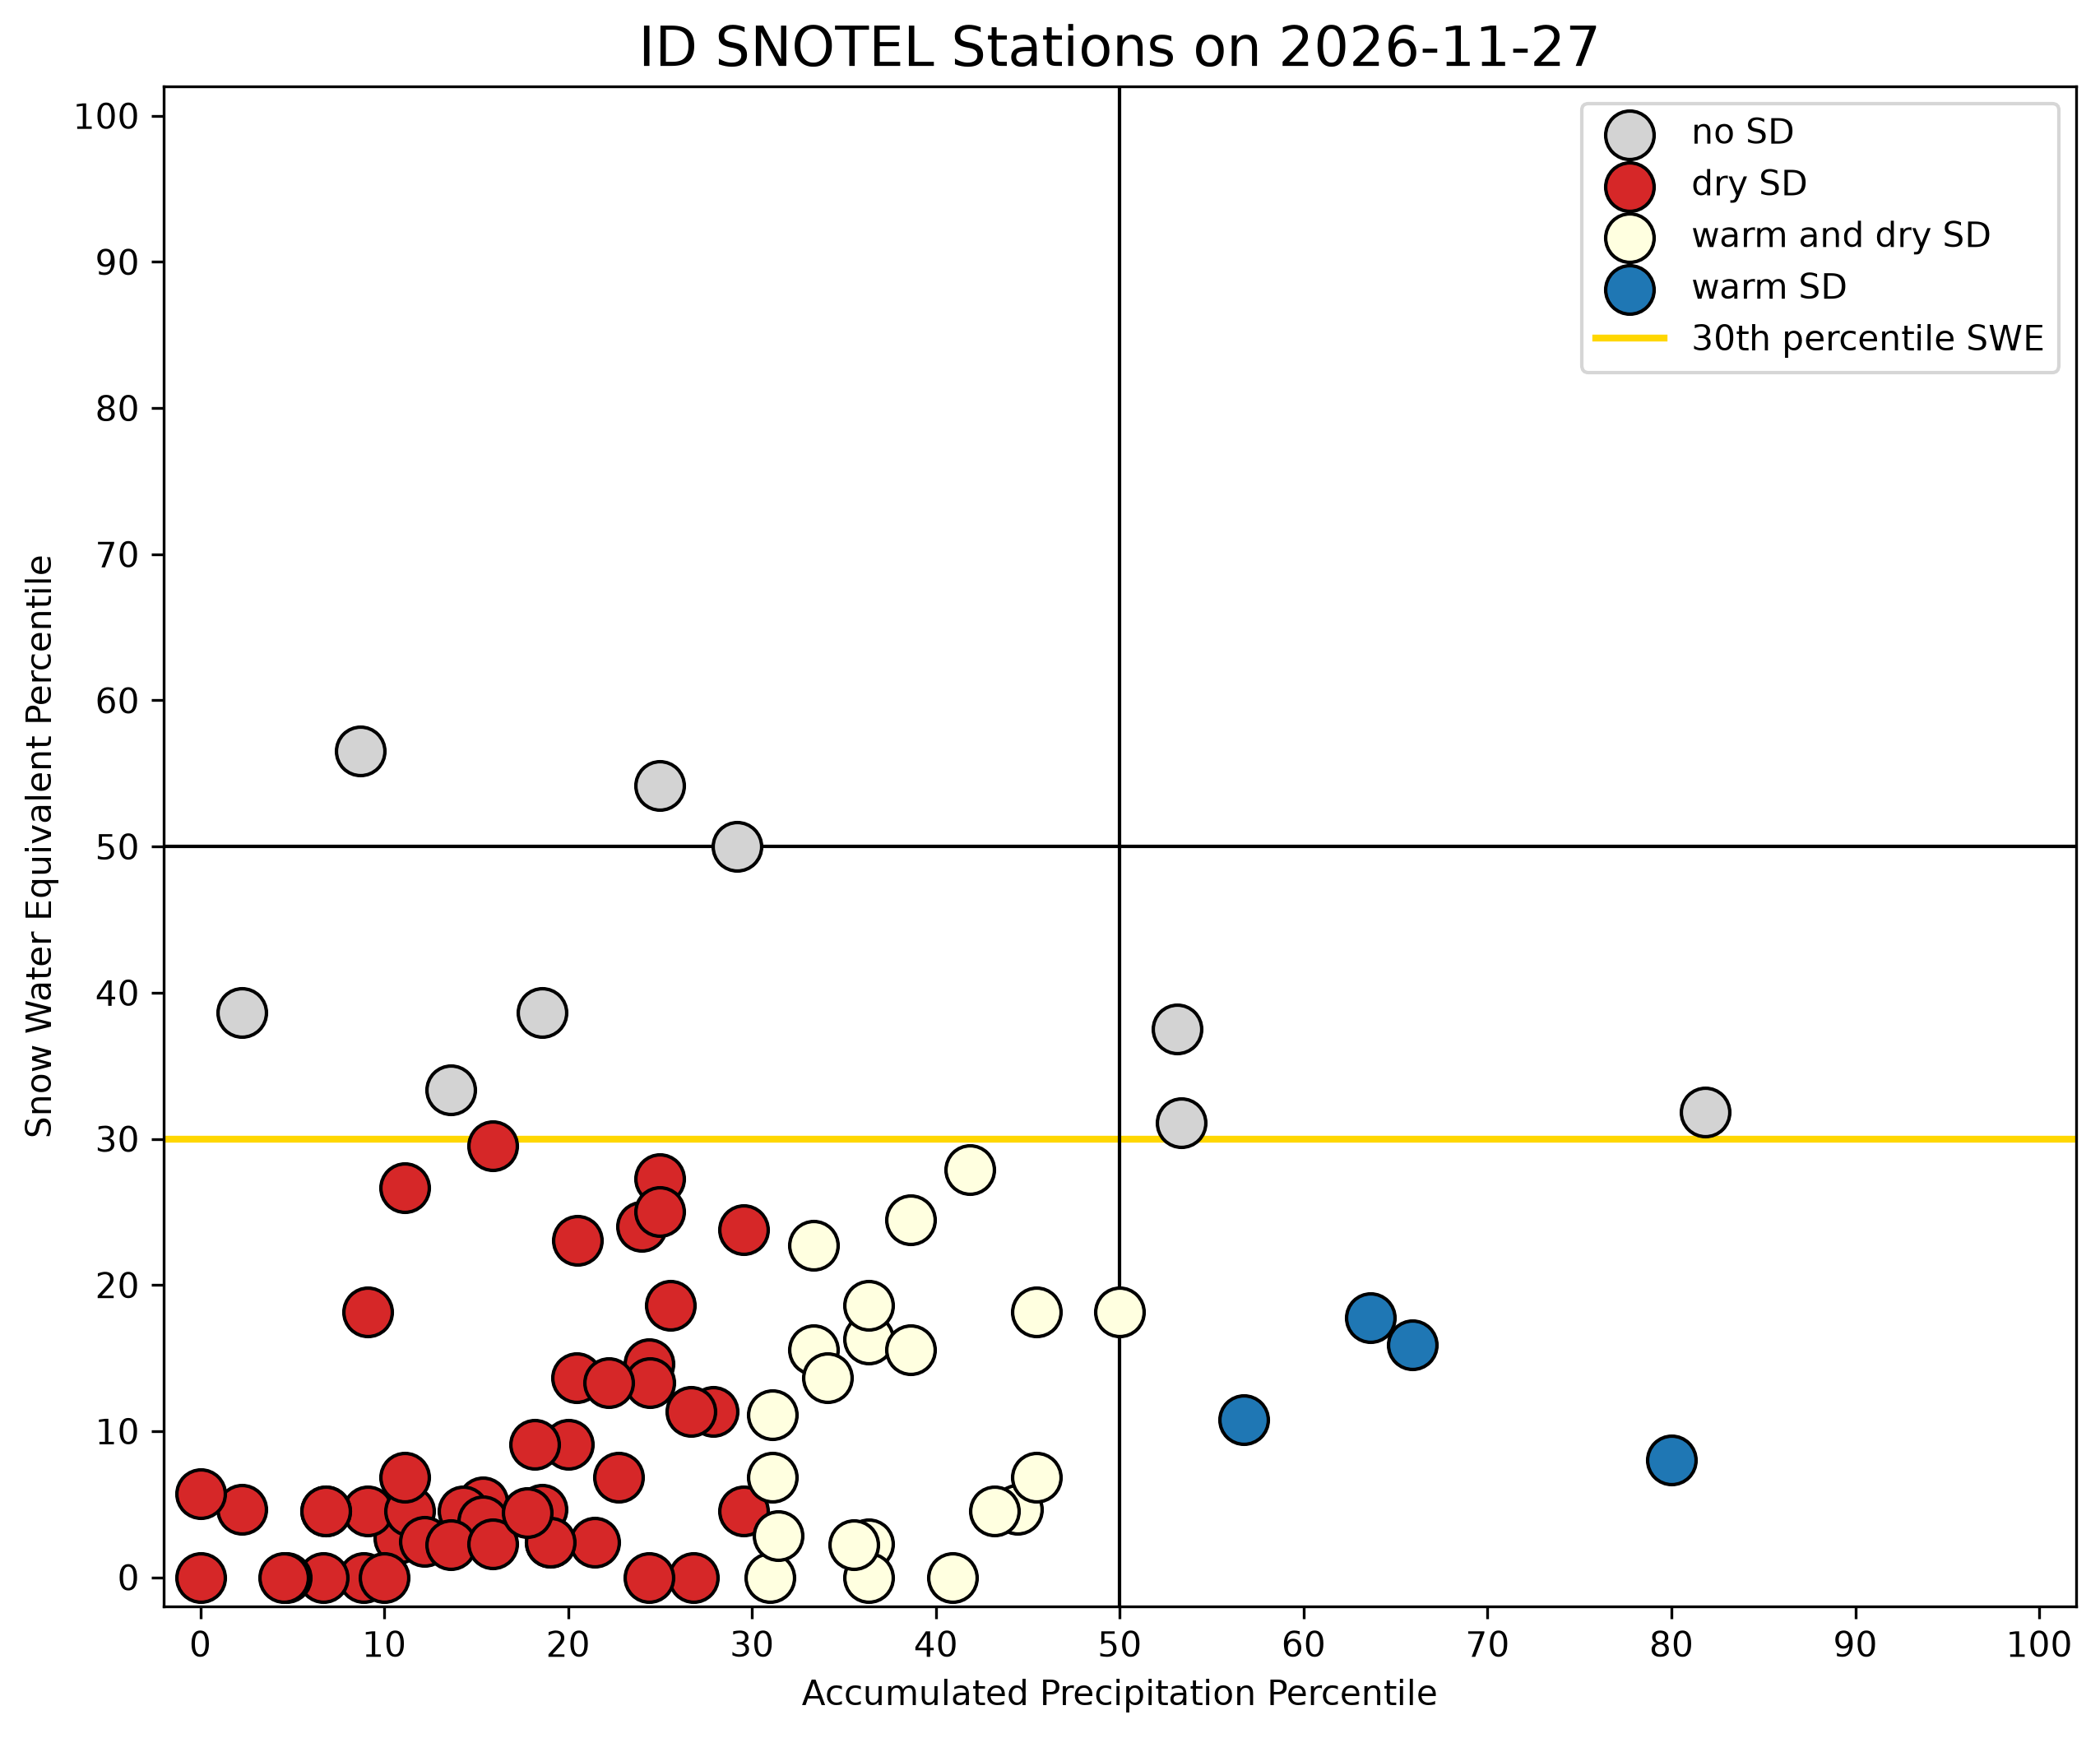 ID SNOTEL Stations on 2026-11-27
no SD
dry SD
warm and dry SD
warm SD
30th percentile SWE
Snow Water Equivalent Percentile
100
90
80
70
60
50
40
30
20
10
0
0 10 20 30 40 50 60 70 80 90 100
Accumulated Precipitation Percentile